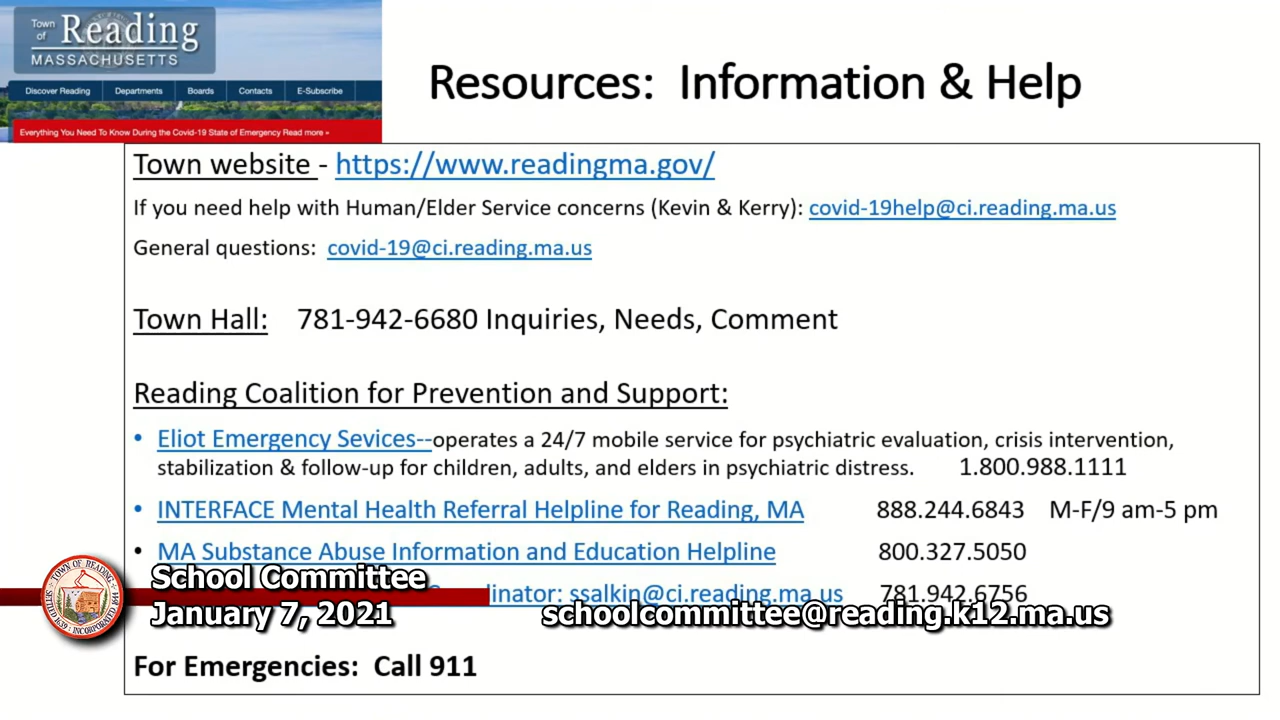 Town of Reading
MASSACHUSETTS
Discover Reading Departments Boards Contacts E-Subscribe
Everything You Need To Know During the Covid-19 State of Emergency Read more »
Resources: Information & Help
Town website - https://www.readingma.gov/
If you need help with Human/Elder Service concerns (Kevin & Kerry): covid-19help@ci.reading.ma.us
General questions: covid-19@ci.reading.ma.us
Town Hall: 781-942-6680 Inquiries, Needs, Comment
Reading Coalition for Prevention and Support:
• Eliot Emergency Sevices--operates a 24/7 mobile service for psychiatric evaluation, crisis intervention,
stabilization & follow-up for children, adults, and elders in psychiatric distress. 1.800.988.1111
• INTERFACE Mental Health Referral Helpline for Reading, MA 888.244.6843 M-F/9 am-5 pm
• MA Substance Abuse Information and Education Helpline 800.327.5050
inator: ssalkin@ci.reading.ma.us 781.942.6756
TOWN OF READING
SETTLED 1639 INCORPORATED 1644
School Committee
January 7, 2021 schoolcommittee@reading.k12.ma.us
For Emergencies: Call 911